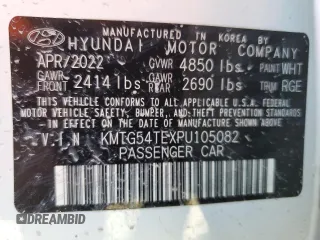 MANUFACTURED IN KOREA BY
HYUNDAI MOTOR COMPANY
APR/2022 GVWR 4850 lbs PAINT WHT
GAWR FRT 2414 lbs GAWR RR 2690 lbs TRIM RGE
THIS VEHICLE CONFORMS TO ALL APPLICABLE U.S. FEDERAL
MOTOR VEHICLE SAFETY, BUMPER, AND THEFT PREVENTION
STANDARDS IN EFFECT ON THE DATE OF MANUFACTURE SHOWN ABOVE.
V.I.N KMTG54TEXPU105082
PASSENGER CAR
DREAMBID